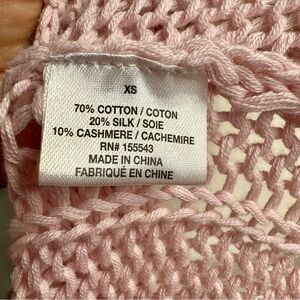 XS
70% COTTON / COTON
20% SILK / SOIE
10% CASHMERE / CACHEMIRE
RN# 155543
MADE IN CHINA
FABRIQUÉ EN CHINE